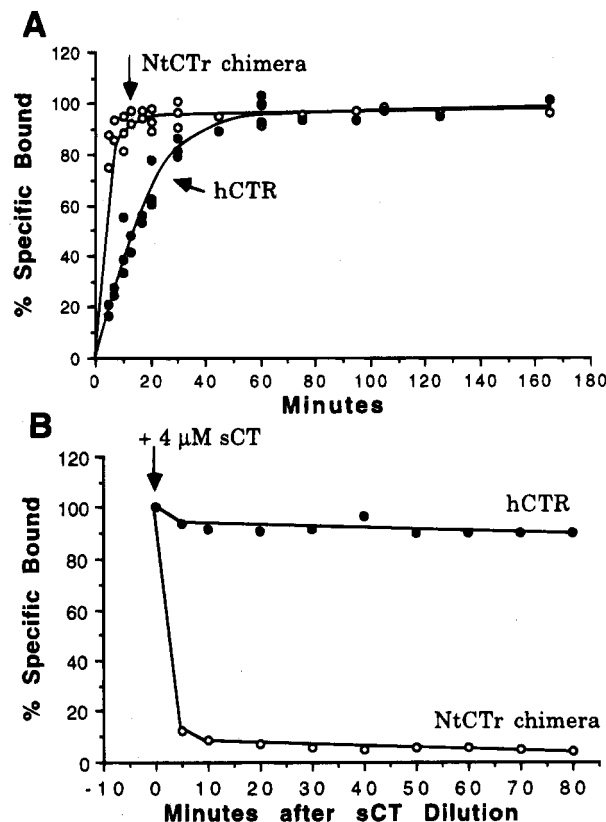 A
NtCTr chimera
hCTR
% Specific Bound
120
100
80
60
40
20
0
0 20 40 60 80 100 120 140 160 180
Minutes
B
+ 4 µM sCT
hCTR
NtCTr chimera
% Specific Bound
120
100
80
60
40
20
0
-10 0 10 20 30 40 50 60 70 80
Minutes after sCT Dilution